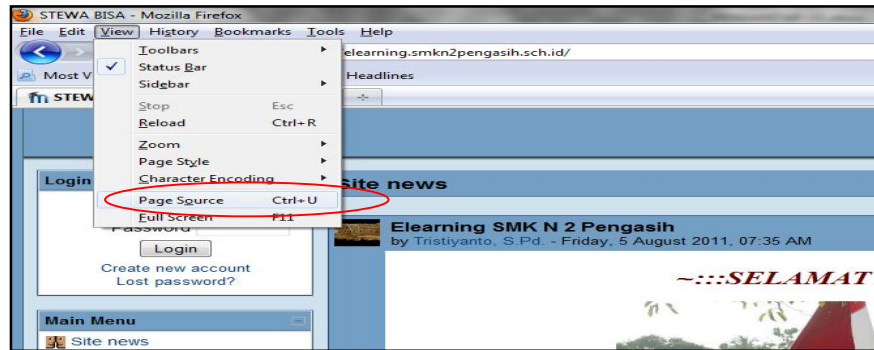 STEWA BISA - Mozilla Firefox
File Edit View History Bookmarks Tools Help
Toolbars
elearning.smkn2pengasih.sch.id/
Status Bar
Most V
Headlines
Sidebar
STEW
Stop Esc
Reload Ctrl+R
Zoom
Page Style
Character Encoding
Login
Site news
Page Source Ctrl+U
Full Screen F11
Password
Elearning SMK N 2 Pengasih
by Tristiyanto, S.Pd. - Friday, 5 August 2011, 07:35 AM
Login
Create new account
Lost password?
~:::SELAMAT
Main Menu
Site news